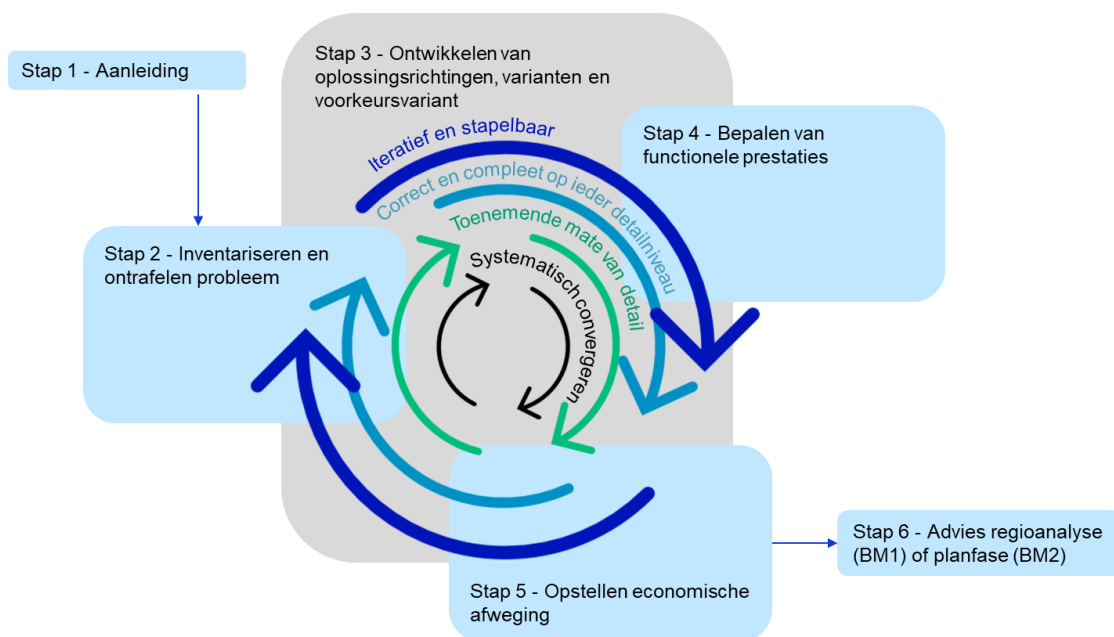 Stap 1 - Aanleiding
Stap 2 - Inventariseren en
ontrafelen probleem
Stap 3 - Ontwikkelen van
oplossingsrichtingen, varianten en
voorkeursvariant
Iteratief en stapelbaar
Correct en compleet op ieder detailniveau
Toenemende mate van detail
Systematisch convergeren
Stap 4 - Bepalen van
functionele prestaties
Stap 5 - Opstellen economische
afweging
Stap 6 - Advies regioanalyse
(BM1) of planfase (BM2)